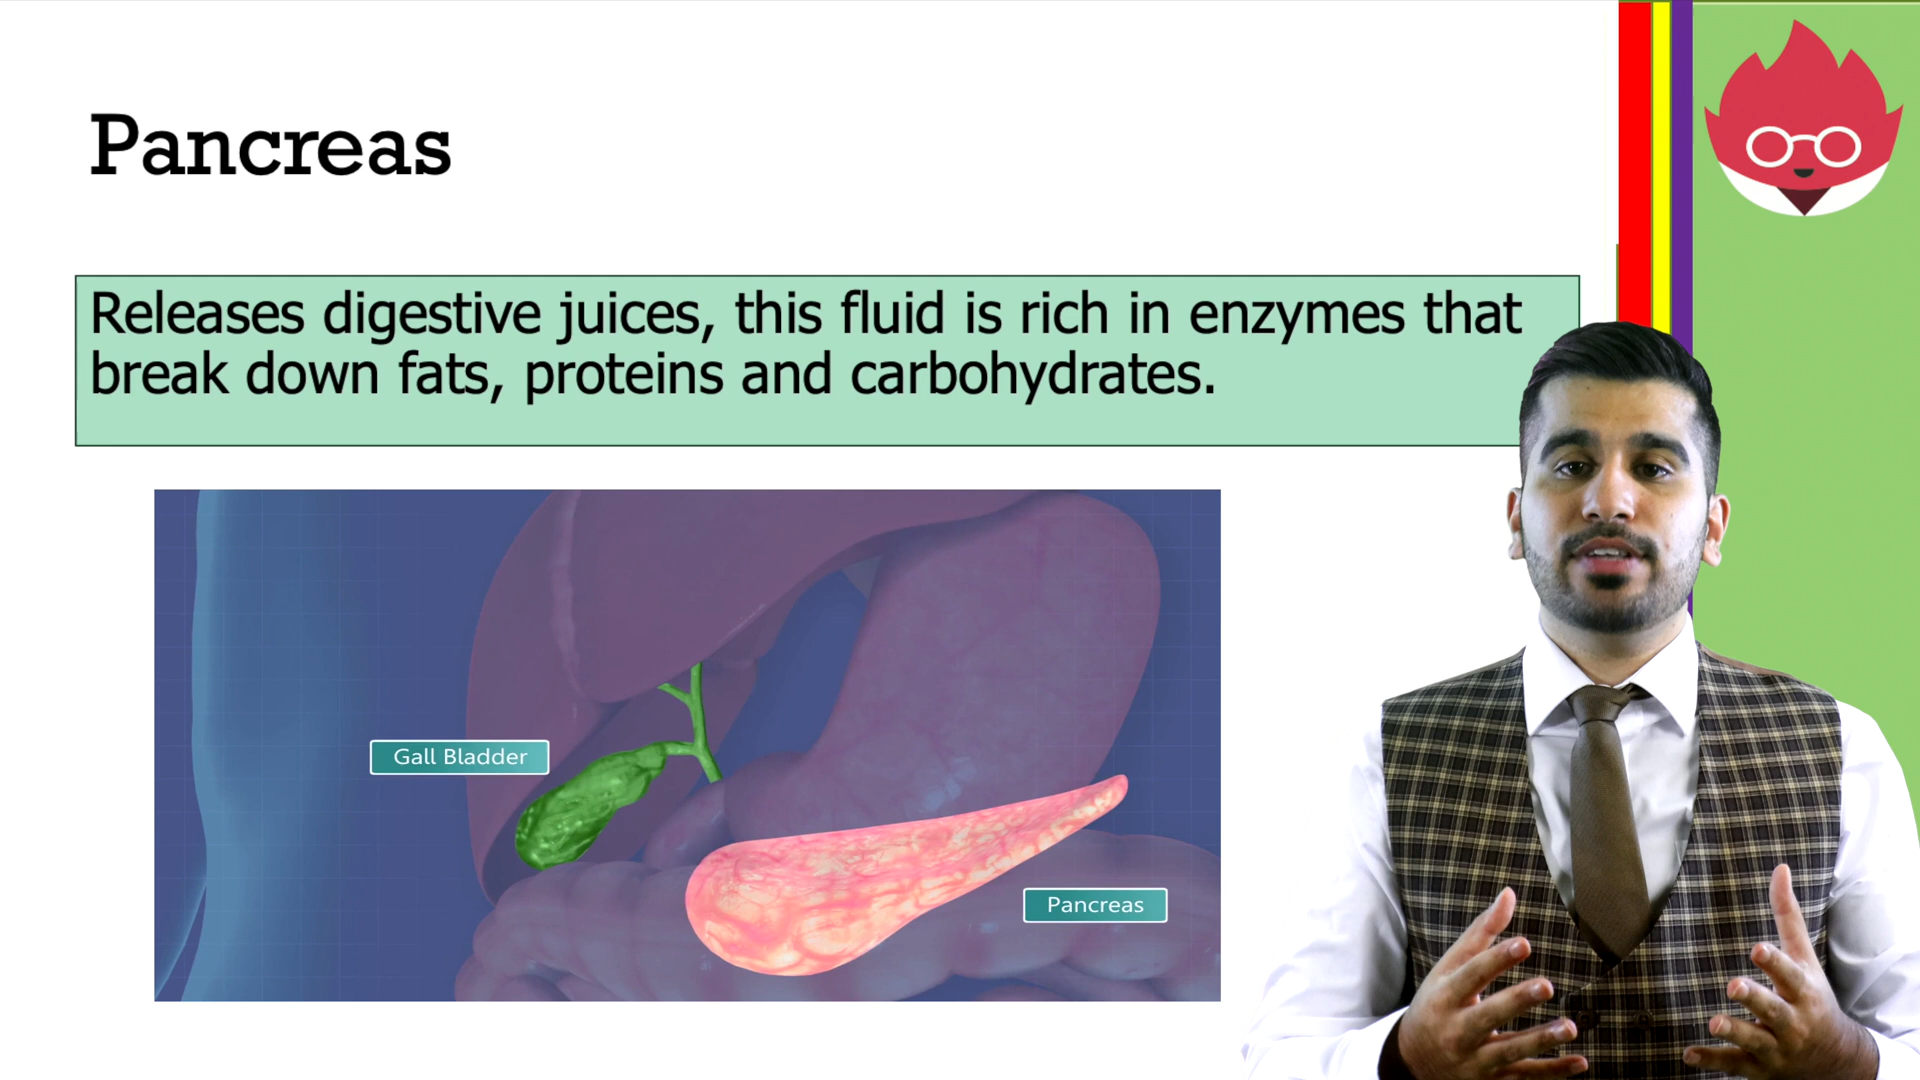 Pancreas
Releases digestive juices, this fluid is rich in enzymes that
break down fats, proteins and carbohydrates.
Gall Bladder
Pancreas